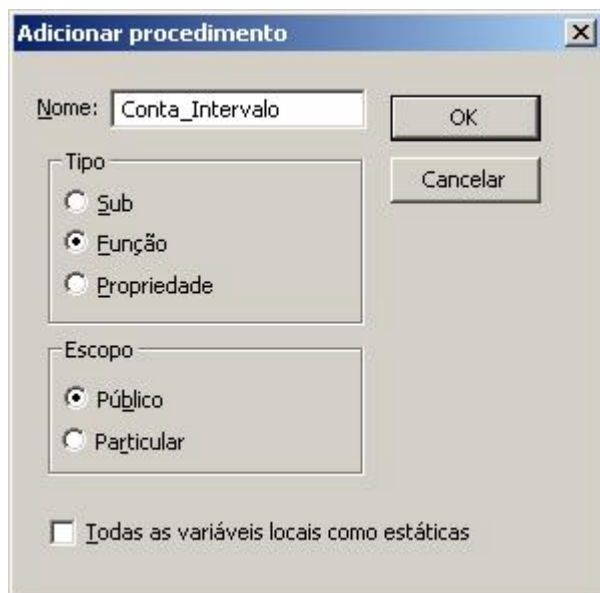 Adicionar procedimento
Nome: Conta_Intervalo
OK
Cancelar
Tipo
Sub
Função
Propriedade
Escopo
Público
Particular
Todas as variáveis locais como estáticas